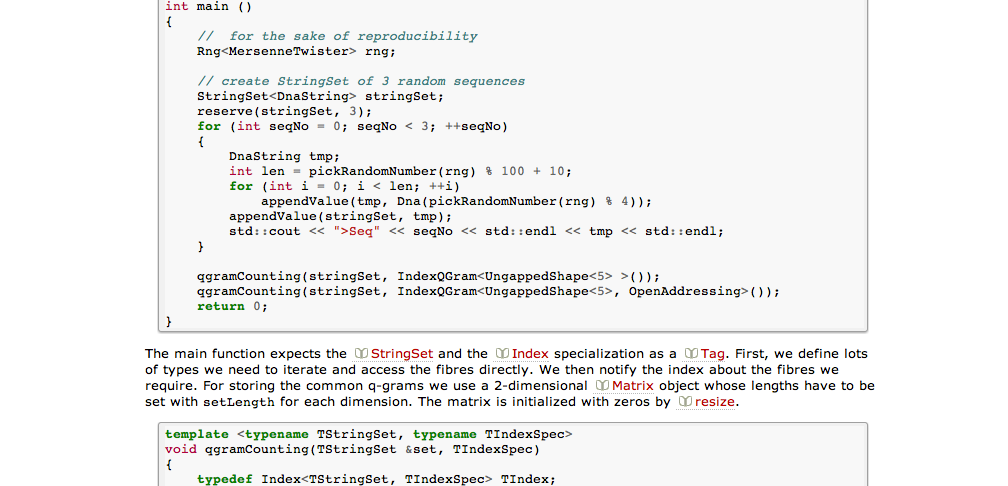 int main ()
{
    //  for the sake of reproducibility
    Rng<MersenneTwister> rng;

    // create StringSet of 3 random sequences
    StringSet<DnaString> stringSet;
    reserve(stringSet, 3);
    for (int seqNo = 0; seqNo < 3; ++seqNo)
    {
        DnaString tmp;
        int len = pickRandomNumber(rng) % 100 + 10;
        for (int i = 0; i < len; ++i)
            appendValue(tmp, Dna(pickRandomNumber(rng) % 4));
        appendValue(stringSet, tmp);
        std::cout << ">Seq" << seqNo << std::endl << tmp << std::endl;
    }

    qgramCounting(stringSet, IndexQGram<UngappedShape<5> >());
    qgramCounting(stringSet, IndexQGram<UngappedShape<5>, OpenAddressing>());
    return 0;
}
The main function expects the StringSet and the Index specialization as a Tag. First, we define lots
of types we need to iterate and access the fibres directly. We then notify the index about the fibres we
require. For storing the common q-grams we use a 2-dimensional Matrix object whose lengths have to be
set with setLength for each dimension. The matrix is initialized with zeros by resize.
template <typename TStringSet, typename TIndexSpec>
void qgramCounting(TStringSet &set, TIndexSpec)
{
    typedef Index<TStringSet, TIndexSpec> TIndex;